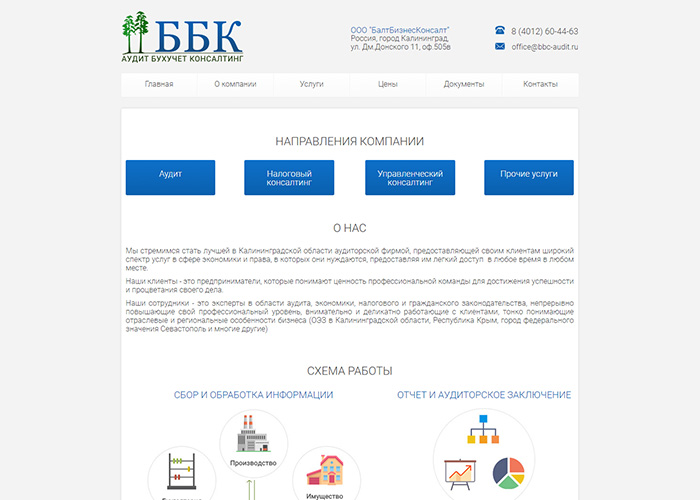 ББК
АУДИТ БУХУЧЕТ КОНСАЛТИНГ
ООО "БалтБизнесКонсалт"
Россия, город Калининград,
ул. Дм.Донского 11, оф.505в
8 (4012) 60-44-63
office@bbc-audit.ru
Главная
О компании
Услуги
Цены
Документы
Контакты
НАПРАВЛЕНИЯ КОМПАНИИ
Аудит
Налоговый
консалтинг
Управленческий
консалтинг
Прочие услуги
О НАС
Мы стремимся стать лучшей в Калининградской области аудиторской фирмой, предоставляющей своим клиентам широкий
спектр услуг в сфере экономики и права, в которых они нуждаются, предоставляя им легкий доступ в любое время в любом
месте.
Наши клиенты - это предприниматели, которые понимают ценность профессиональной команды для достижения успешности
и процветания своего дела.
Наши сотрудники - это эксперты в области аудита, экономики, налогового и гражданского законодательства, непрерывно
повышающие свой профессиональный уровень, внимательно и деликатно работающие с клиентами, тонко понимающие
отраслевые и региональные особенности бизнеса (ОЭЗ в Калининградской области, Республика Крым, город федерального
значения Севастополь и многие другие)
СХЕМА РАБОТЫ
СБОР И ОБРАБОТКА ИНФОРМАЦИИ
ОТЧЕТ И АУДИТОРСКОЕ ЗАКЛЮЧЕНИЕ
Производство
Имущество